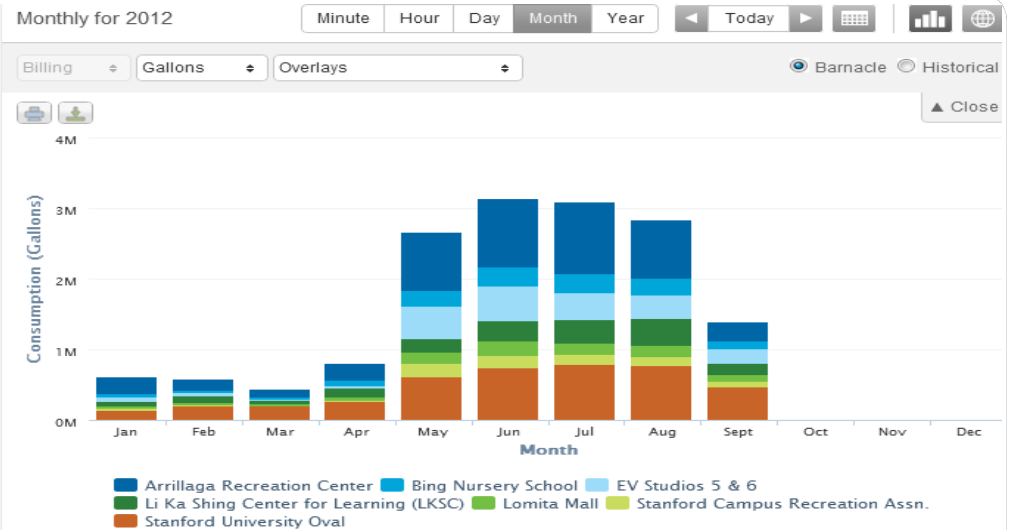 Monthly for 2012 Minute Hour Day Month Year Today
Billing Gallons Overlays Barnacle Historical
Close
4M
3M
2M
1M
0M
Consumption (Gallons)
Jan Feb Mar Apr May Jun Jul Aug Sept Oct Nov Dec
Month
Arrillaga Recreation Center Bing Nursery School EV Studios 5 & 6
Li Ka Shing Center for Learning (LKSC) Lomita Mall Stanford Campus Recreation Assn.
Stanford University Oval